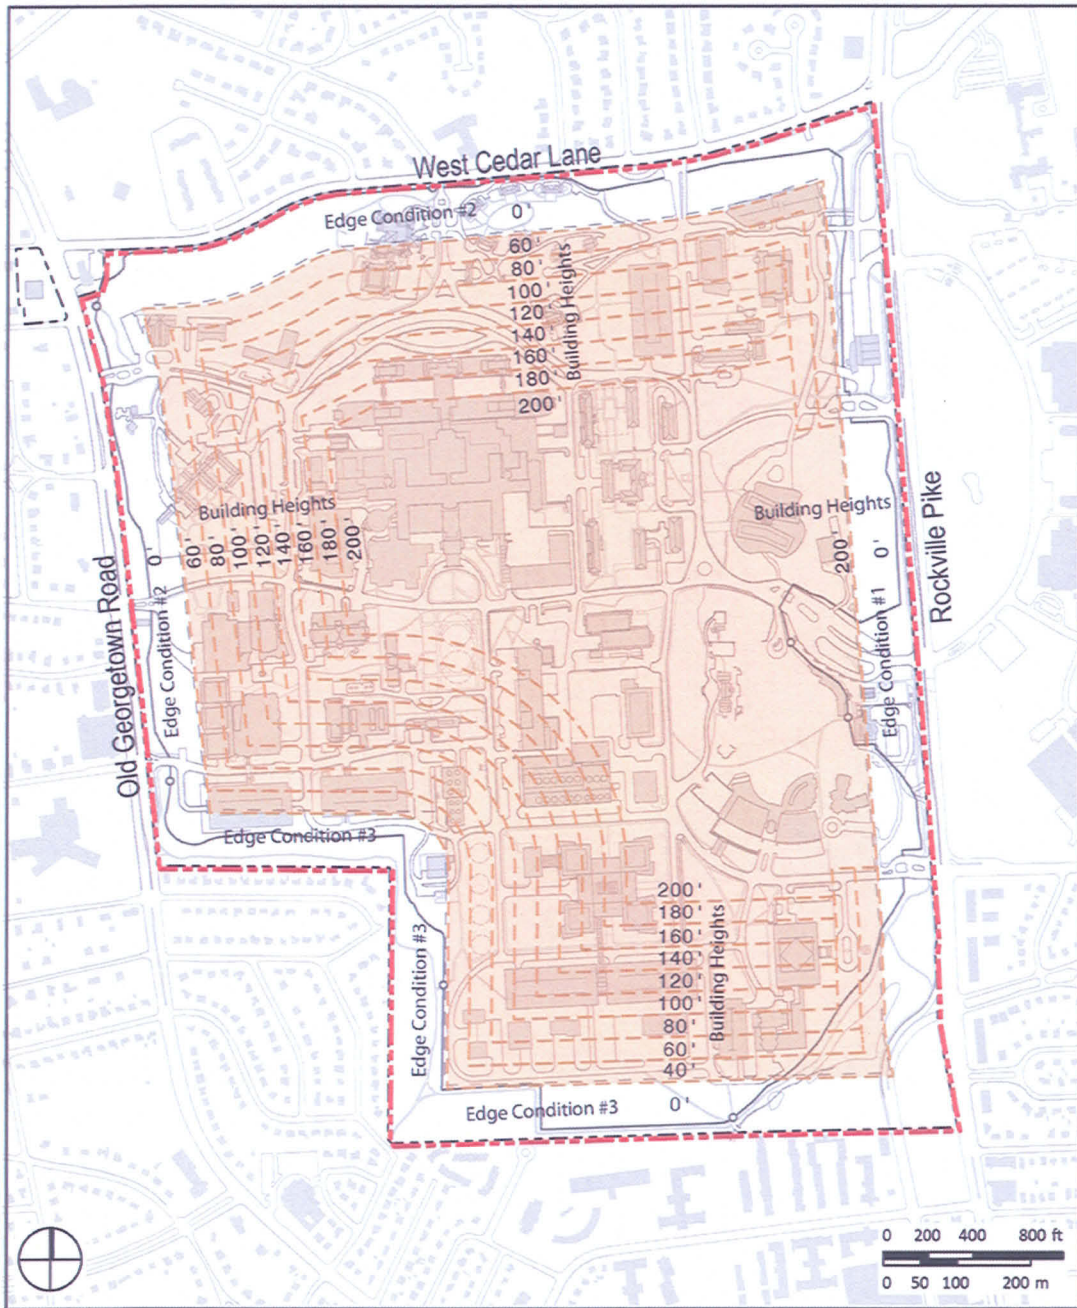 West Cedar Lane
Edge Condition #2
0'
60'
80'
100'
120'
140'
160'
180'
200'
Building Heights
Building Heights
0'
60'
80'
100'
120'
140'
160'
180'
200'
Building Heights
200'
0'
Edge Condition #1
Rockville Pike
Old Georgetown Road
Edge Condition #2
Edge Condition #3
Edge Condition #3
200'
180'
160'
140'
120'
100'
80'
60'
40'
Building Heights
Edge Condition #3
0'
0 200 400 800 ft
0 50 100 200 m